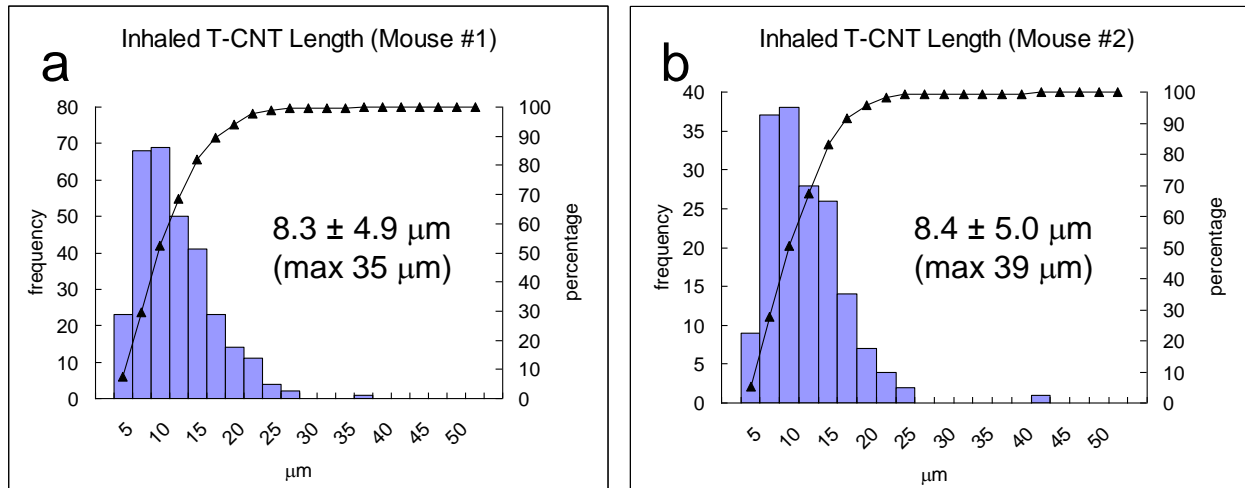 a
Inhaled T-CNT Length (Mouse #1)
80
70
60
50
40
30
20
10
0
frequency
8.3 ± 4.9 μm
(max 35 μm)
100
90
80
70
60
50
40
30
20
10
0
percentage
5 10 15 20 25 30 35 40 45 50
μm
b
Inhaled T-CNT Length (Mouse #2)
40
35
30
25
20
15
10
5
0
frequency
8.4 ± 5.0 μm
(max 39 μm)
100
90
80
70
60
50
40
30
20
10
0
percentage
5 10 15 20 25 30 35 40 45 50
μm